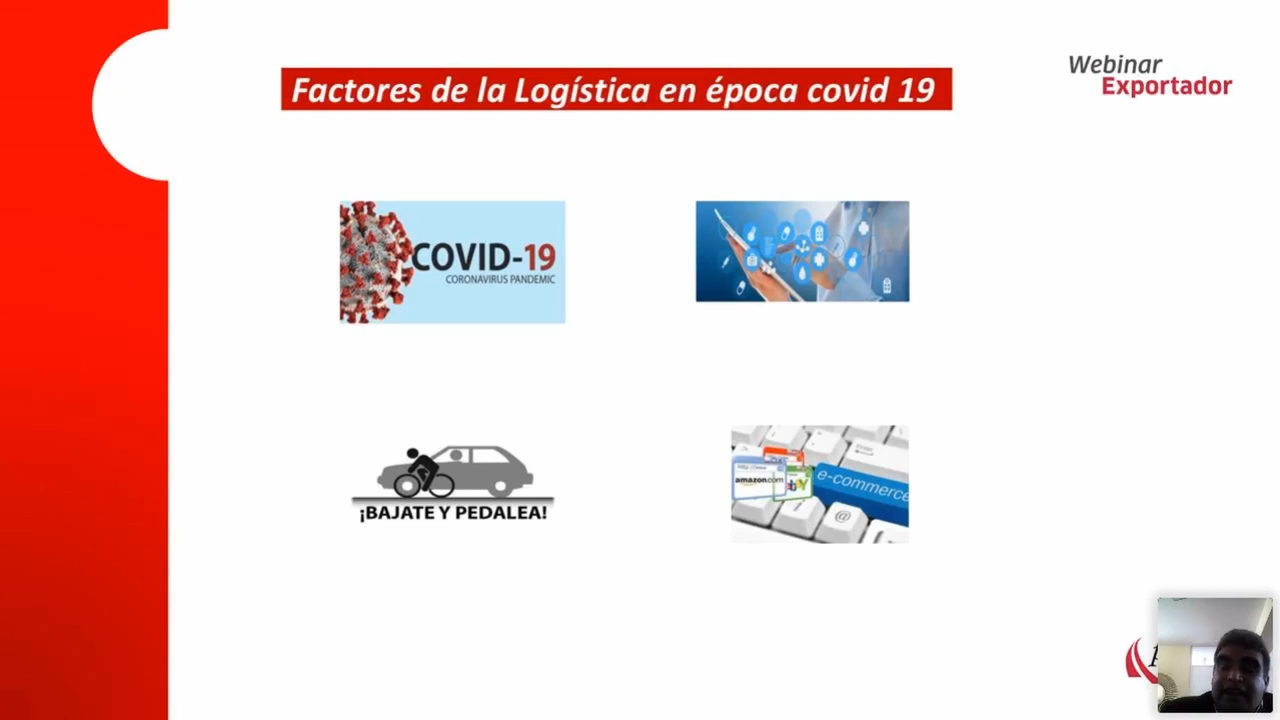 Factores de la Logística en época covid 19
Webinar
Exportador
COVID-19
CORONAVIRUS PANDEMIC
¡BAJATE Y PEDALEA!
e-commerce
amazon.com
ebY
@